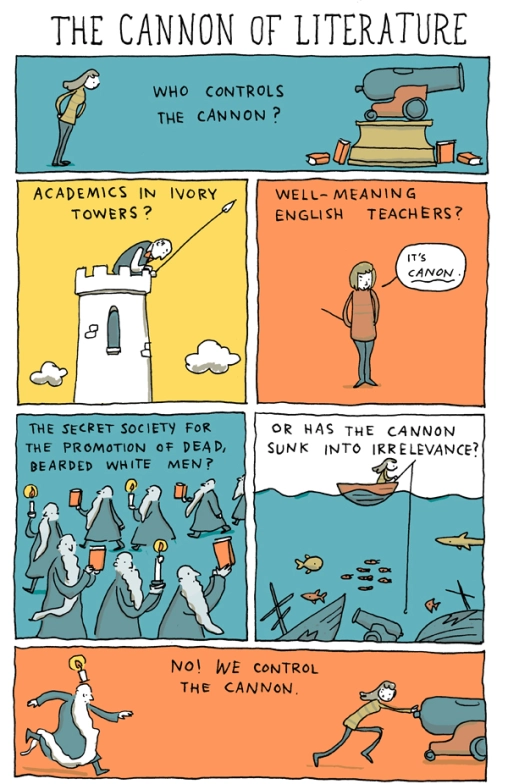 THE CANNON OF LITERATURE
WHO CONTROLS
THE CANNON?
ACADEMICS IN IVORY
TOWERS?
WELL-MEANING
ENGLISH TEACHERS?
IT'S
CANON.
THE SECRET SOCIETY FOR
THE PROMOTION OF DEAD,
BEARDED WHITE MEN?
OR HAS THE CANNON
SUNK INTO IRRELEVANCE?
NO! WE CONTROL
THE CANNON.